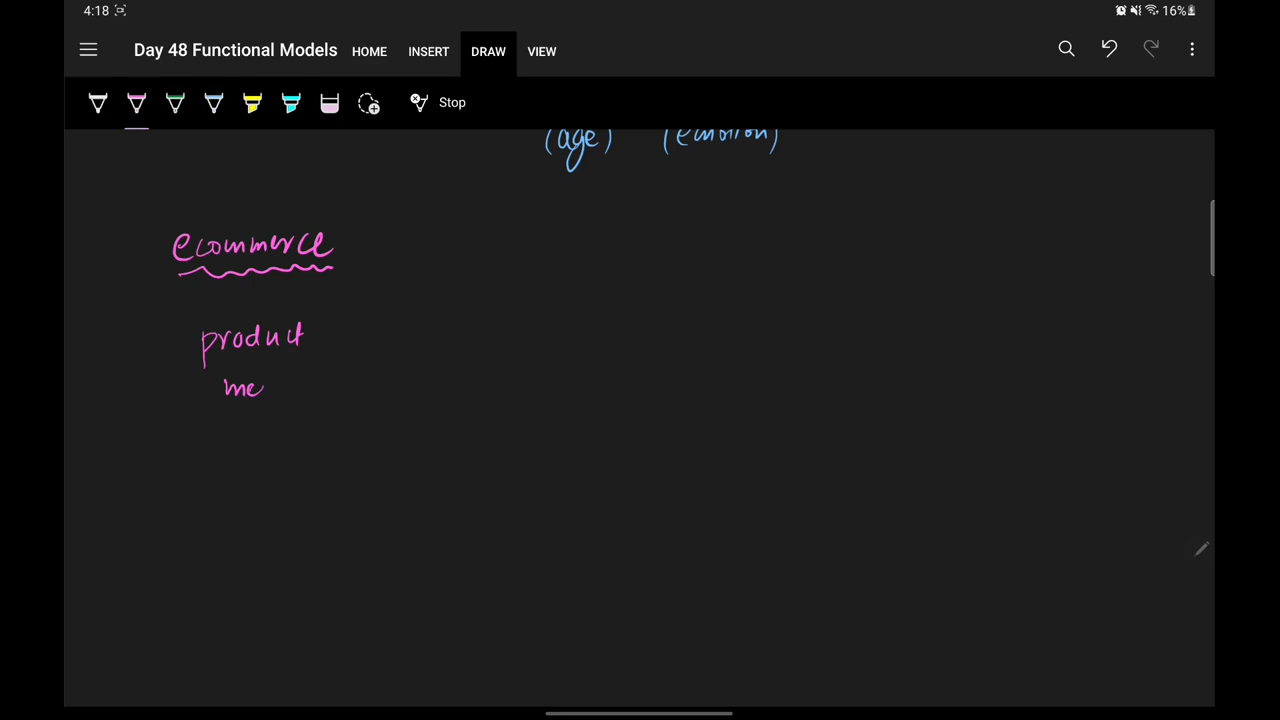 4:18 16%
Day 48 Functional Models HOME INSERT DRAW VIEW
Stop
(age) (emotion)
ecommerce
product
me